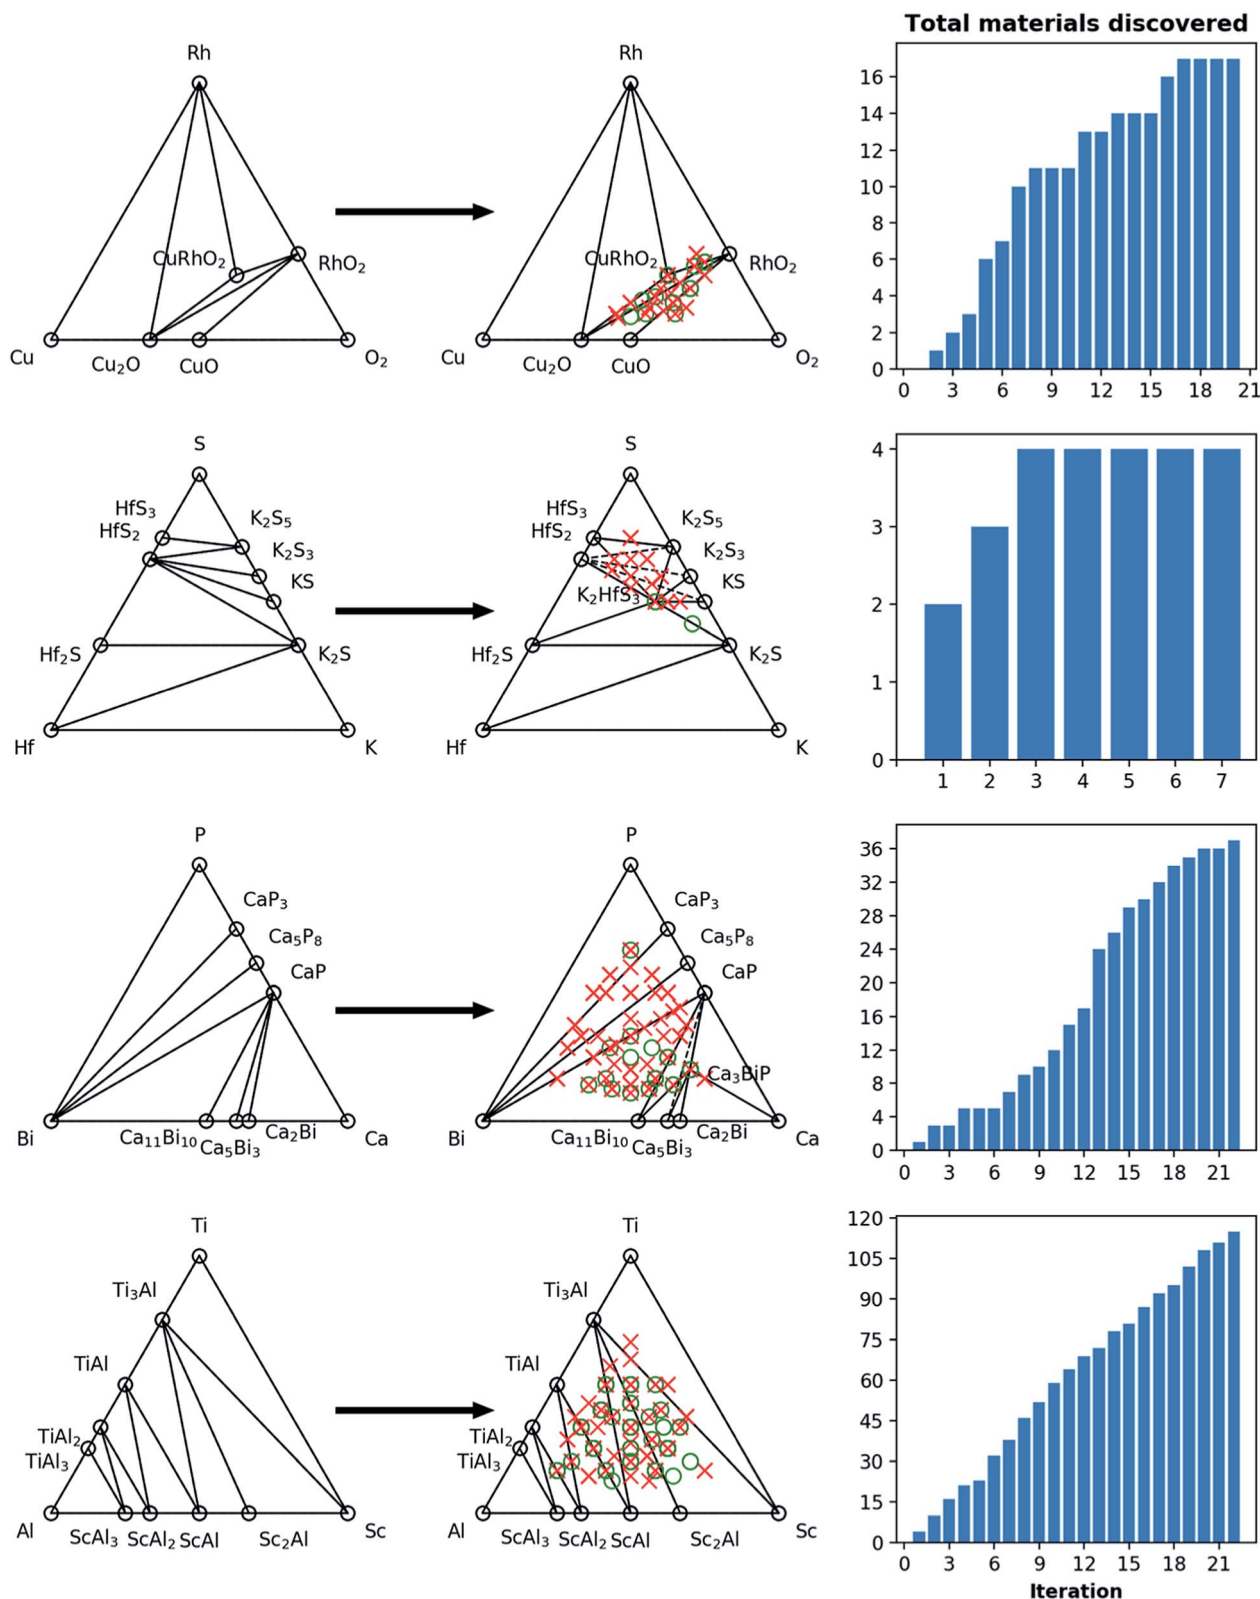 Total materials discovered
Rh
CuRhO₂
RhO₂
Cu
Cu₂O
CuO
O₂
Rh
CuRhO₂
RhO₂
Cu
Cu₂O
CuO
O₂
16
14
12
10
8
6
4
2
0
0 3 6 9 12 15 18 21
S
HfS₃
HfS₂
K₂S₅
K₂S₃
KS
Hf₂S
K₂S
Hf
K
S
HfS₃
HfS₂
K₂S₅
K₂S₃
KS
K₂HfS₃
Hf₂S
K₂S
Hf
K
4
3
2
1
0
1 2 3 4 5 6 7
P
CaP₃
Ca₅P₈
CaP
Bi
Ca₁₁Bi₁₀
Ca₅Bi₃
Ca₂Bi
Ca
P
CaP₃
Ca₅P₈
CaP
Ca₃BiP
Bi
Ca₁₁Bi₁₀
Ca₅Bi₃
Ca₂Bi
Ca
36
32
28
24
20
16
12
8
4
0
0 3 6 9 12 15 18 21
Ti
Ti₃Al
TiAl
TiAl₂
TiAl₃
Al
ScAl₃
ScAl₂
ScAl
Sc₂Al
Sc
Ti
Ti₃Al
TiAl
TiAl₂
TiAl₃
Al
ScAl₃
ScAl₂
ScAl
Sc₂Al
Sc
120
105
90
75
60
45
30
15
0
0 3 6 9 12 15 18 21
Iteration